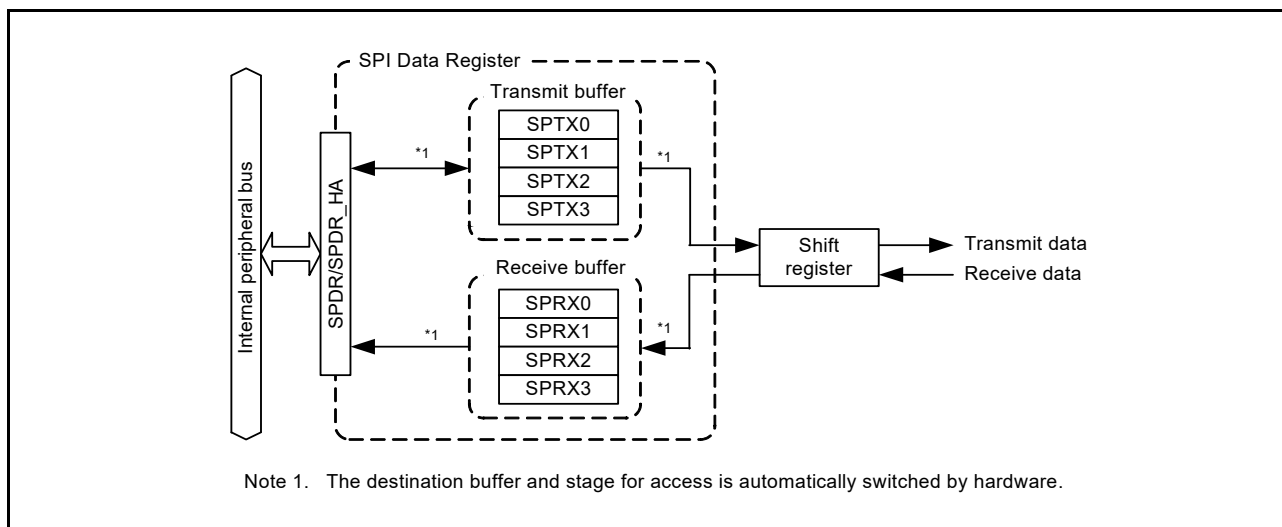 SPI Data Register
Transmit buffer
SPTX0
SPTX1
SPTX2
SPTX3
*1
*1
Internal peripheral bus
SPDR/SPDR_HA
Shift
register
Transmit data
Receive data
Receive buffer
SPRX0
SPRX1
SPRX2
SPRX3
*1
*1
Note 1. The destination buffer and stage for access is automatically switched by hardware.